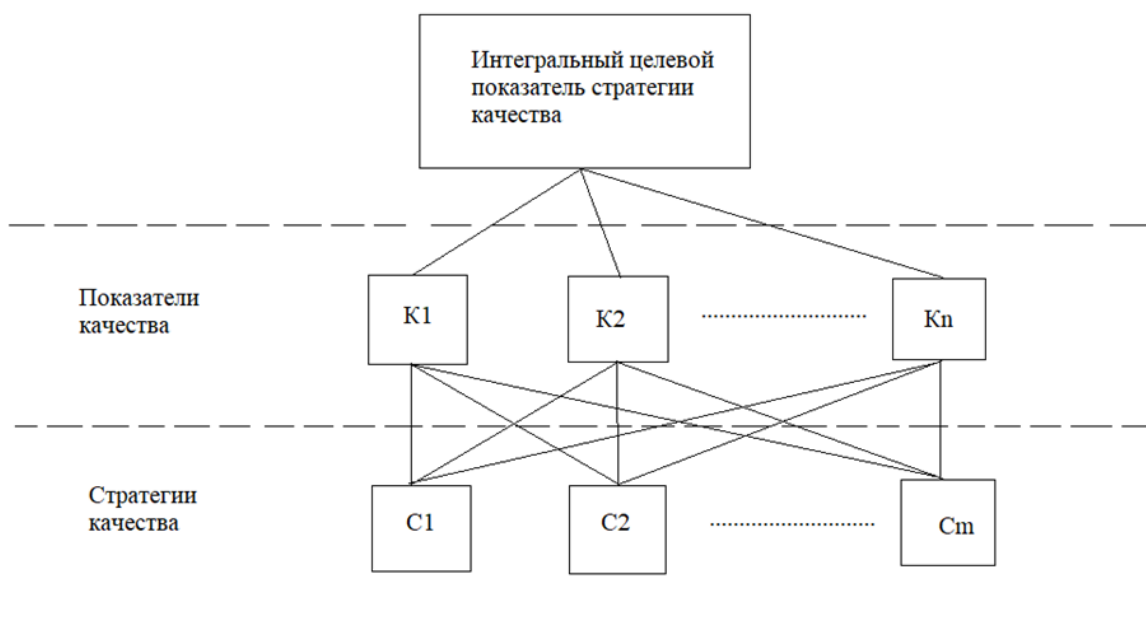 Интегральный целевой
показатель стратегии
качества
Показатели
качества
К1
К2
............................
Кn
Стратегии
качества
С1
С2
............................
Сm